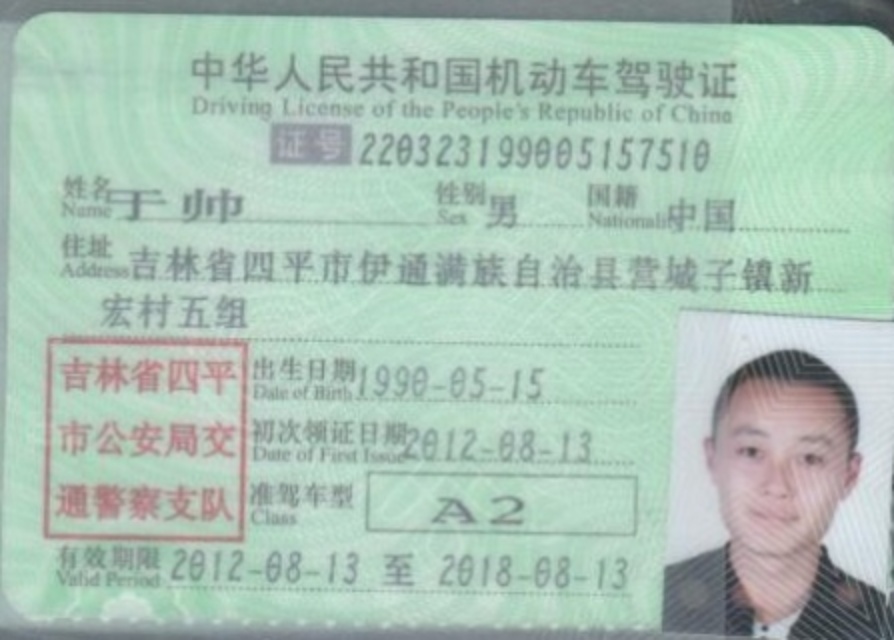 中华人民共和国机动车驾驶证
Driving License of the People's Republic of China
证号 220323199005157510
姓名 Name 于帅 性别 Sex 男 国籍 Nationality 中国
住址 Address 吉林省四平市伊通满族自治县营城子镇新
宏村五组
吉林省四平
市公安局交
通警察支队
出生日期 Date of Birth 1990-05-15
初次领证日期 Date of First Issue 2012-08-13
准驾车型 Class A2
有效期限 Valid Period 2012-08-13 至 2018-08-13